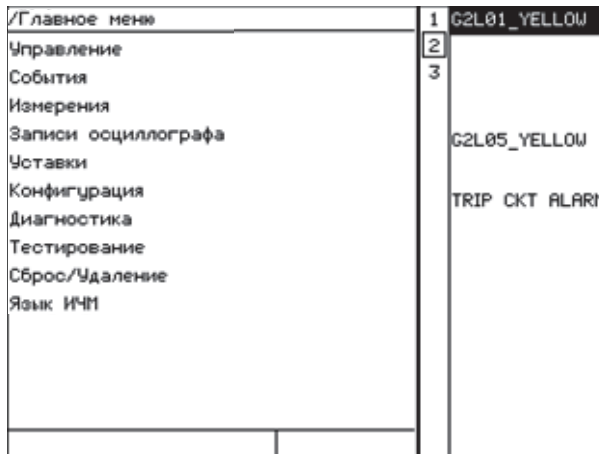 /Главное меню
Управление
События
Измерения
Записи осциллографа
Уставки
Конфигурация
Диагностика
Тестирование
Сброс/Удаление
Язык ИЧМ
1
2
3
G2L01_YELLOW
G2L05_YELLOW
TRIP CKT ALARM